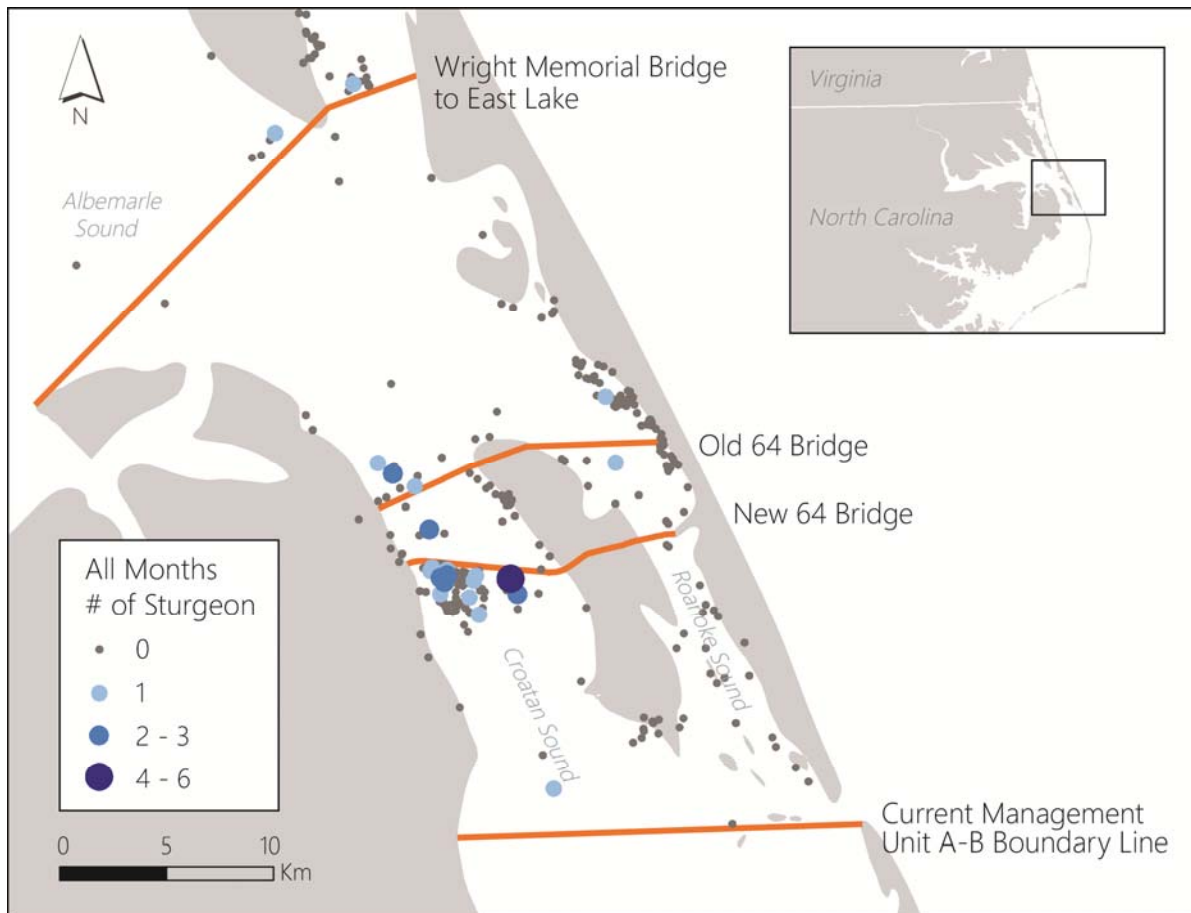 N
Wright Memorial Bridge
to East Lake
Virginia
North Carolina
Albemarle
Sound
Old 64 Bridge
New 64 Bridge
Roanoke Sound
Croatan Sound
All Months
# of Sturgeon
0
1
2 - 3
4 - 6
0 5 10
Km
Current Management
Unit A-B Boundary Line